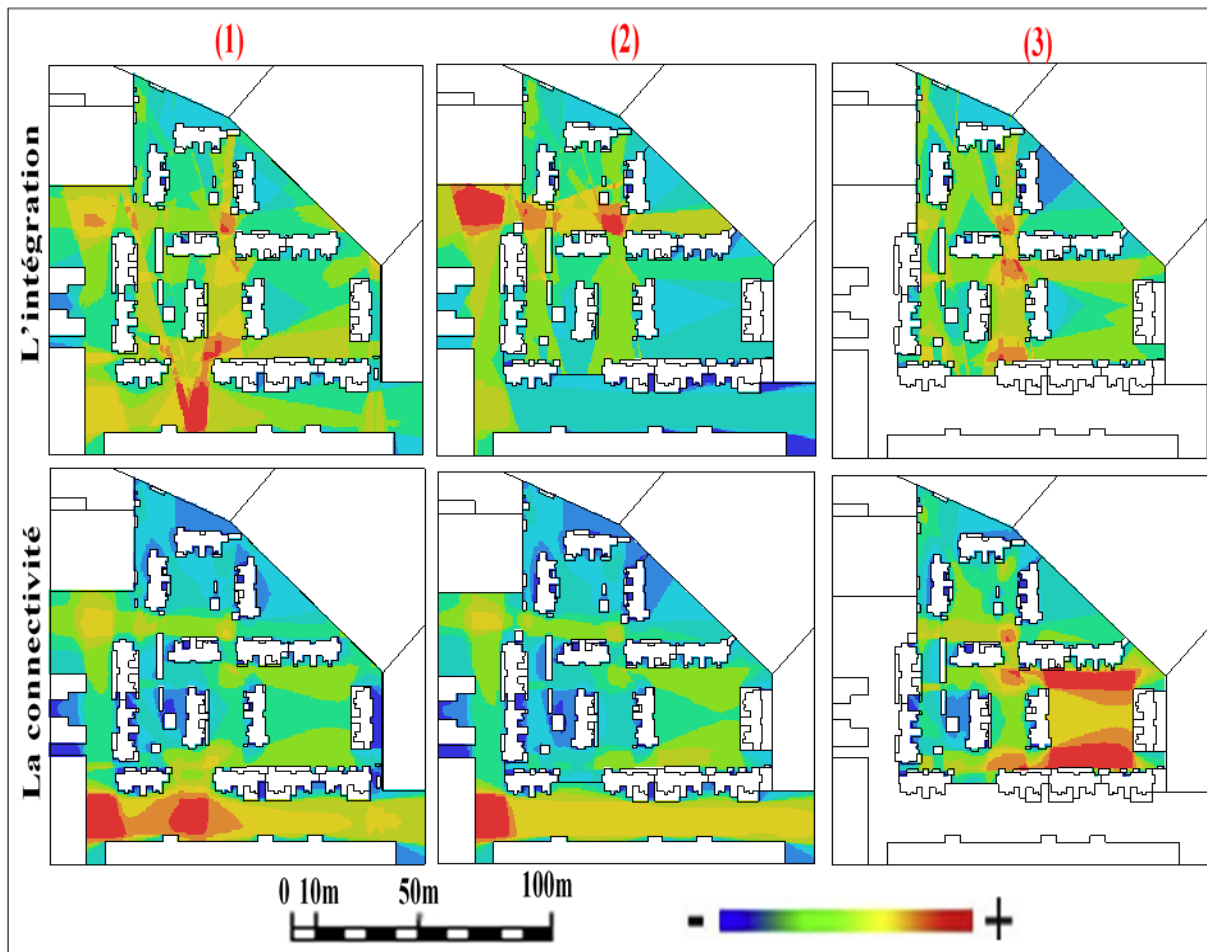 (1) (2) (3)
L'intégration
La connectivité
0 10m 50m 100m
- +